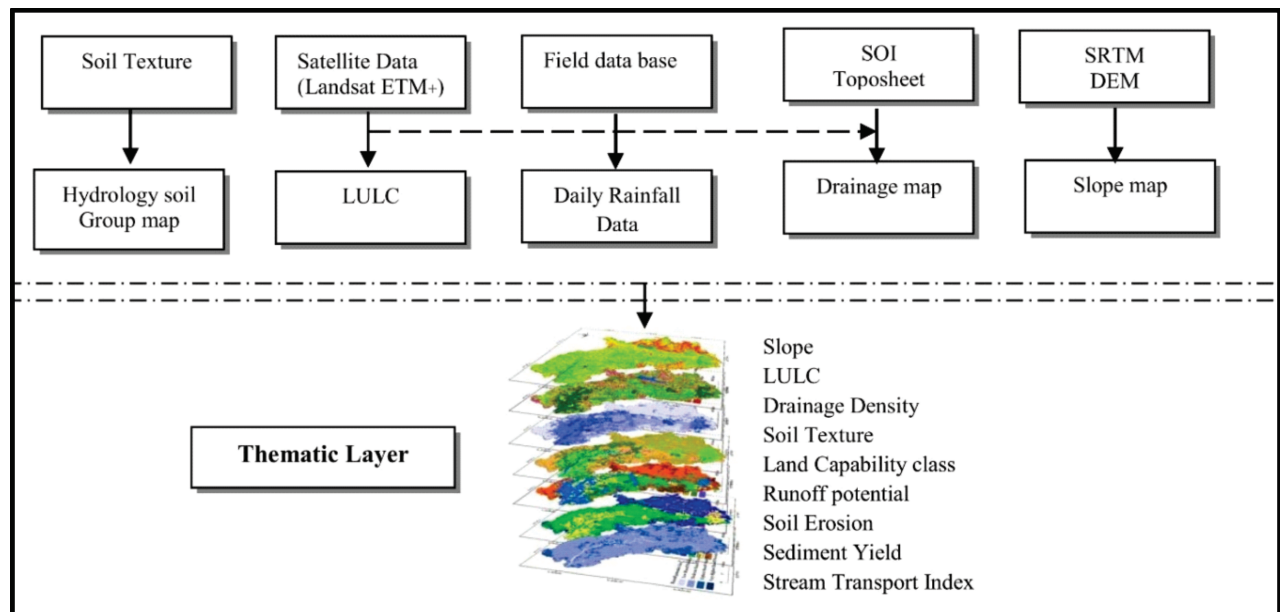 Soil Texture
Satellite Data
(Landsat ETM+)
Field data base
SOI
Toposheet
SRTM
DEM
Hydrology soil
Group map
LULC
Daily Rainfall
Data
Drainage map
Slope map
Thematic Layer
Slope
LULC
Drainage Density
Soil Texture
Land Capability class
Runoff potential
Soil Erosion
Sediment Yield
Stream Transport Index